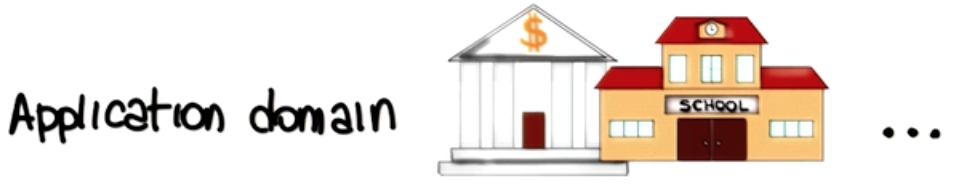 Application domain
$
SCHOOL
...